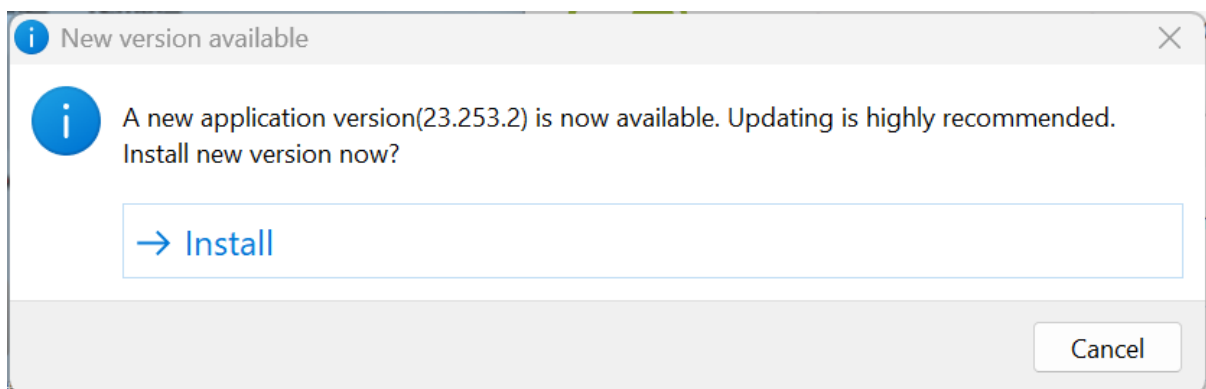 New version available
A new application version(23.253.2) is now available. Updating is highly recommended.
Install new version now?
Install
Cancel